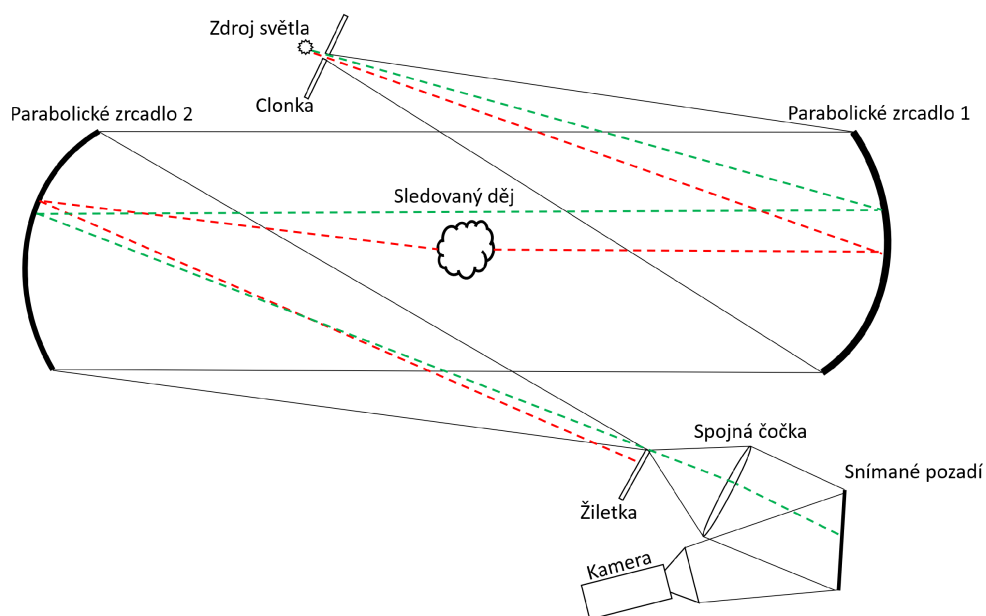 Zdroj světla
Clonka
Parabolické zrcadlo 2
Parabolické zrcadlo 1
Sledovaný děj
Spojná čočka
Snímané pozadí
Žiletka
Kamera